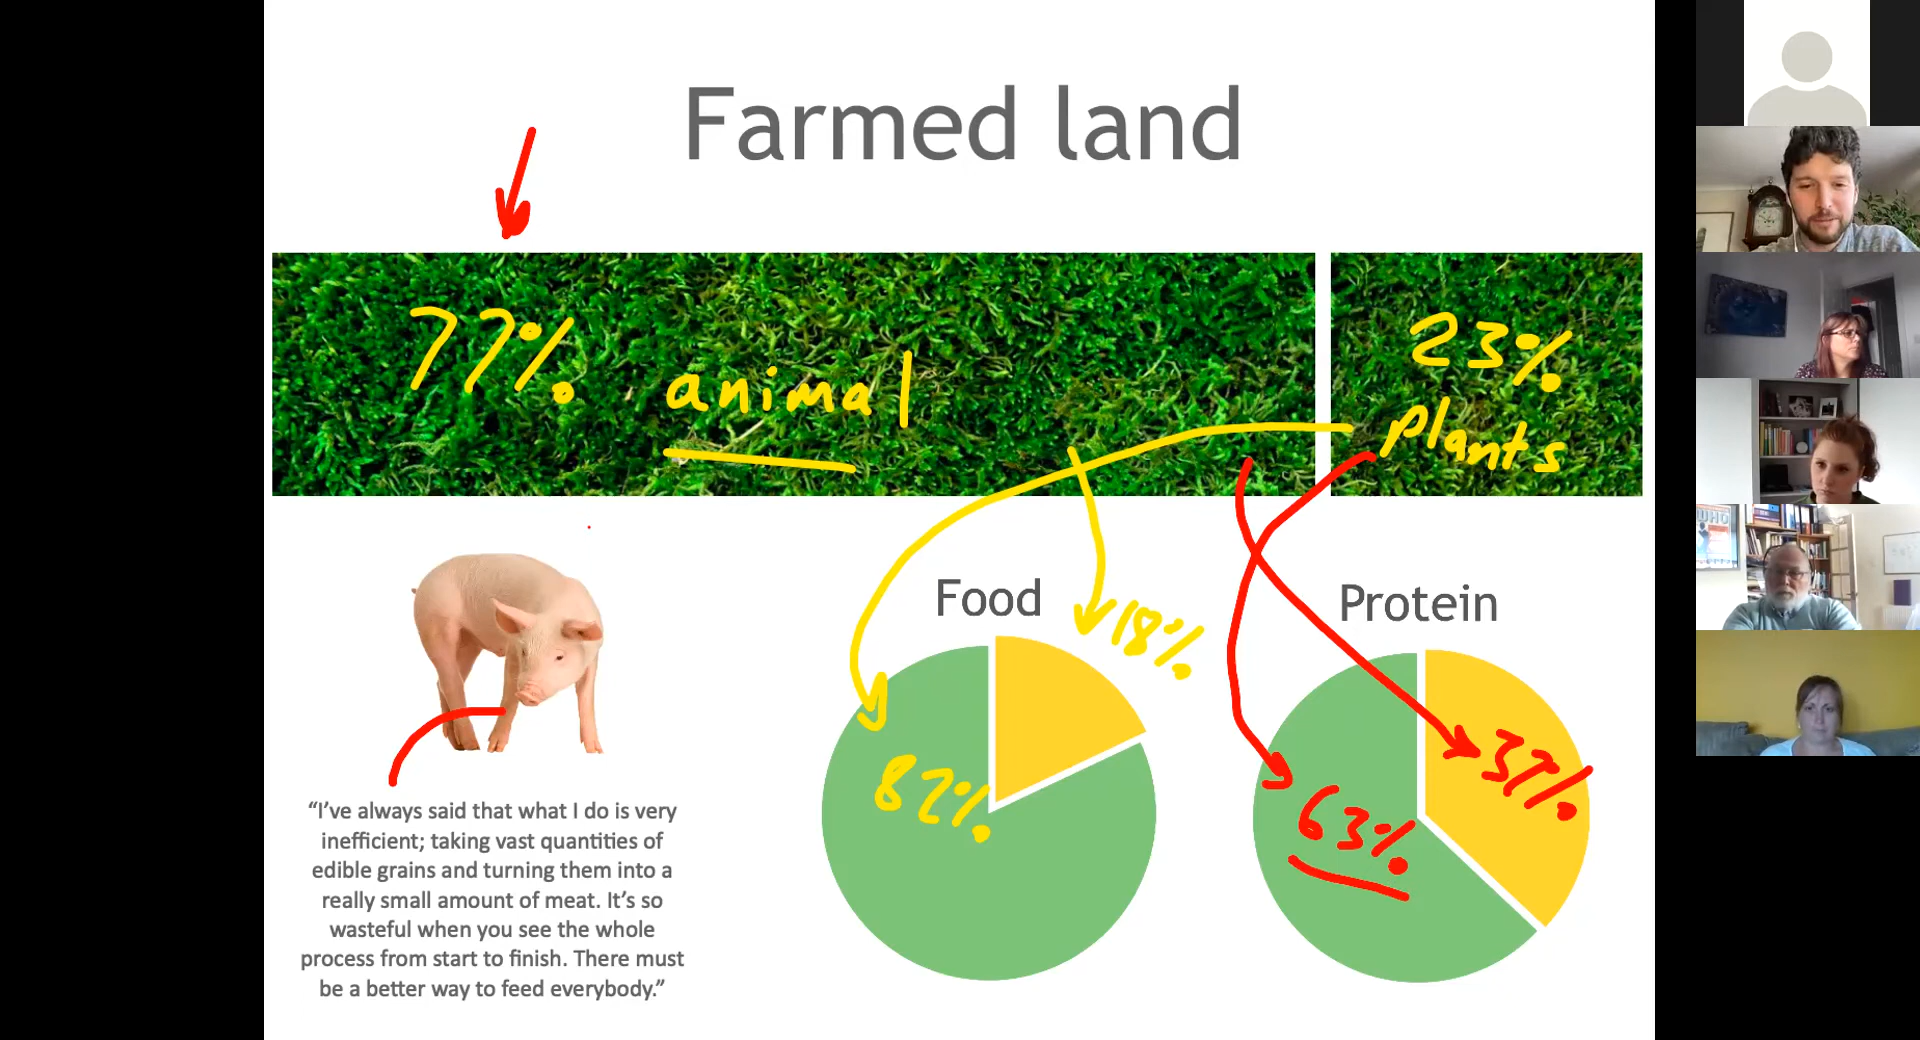 Farmed land
77% animal
23%
plants
Food
18%
82%
Protein
37%
63%
“I’ve always said that what I do is very
inefficient; taking vast quantities of
edible grains and turning them into a
really small amount of meat. It’s so
wasteful when you see the whole
process from start to finish. There must
be a better way to feed everybody.”
WHO